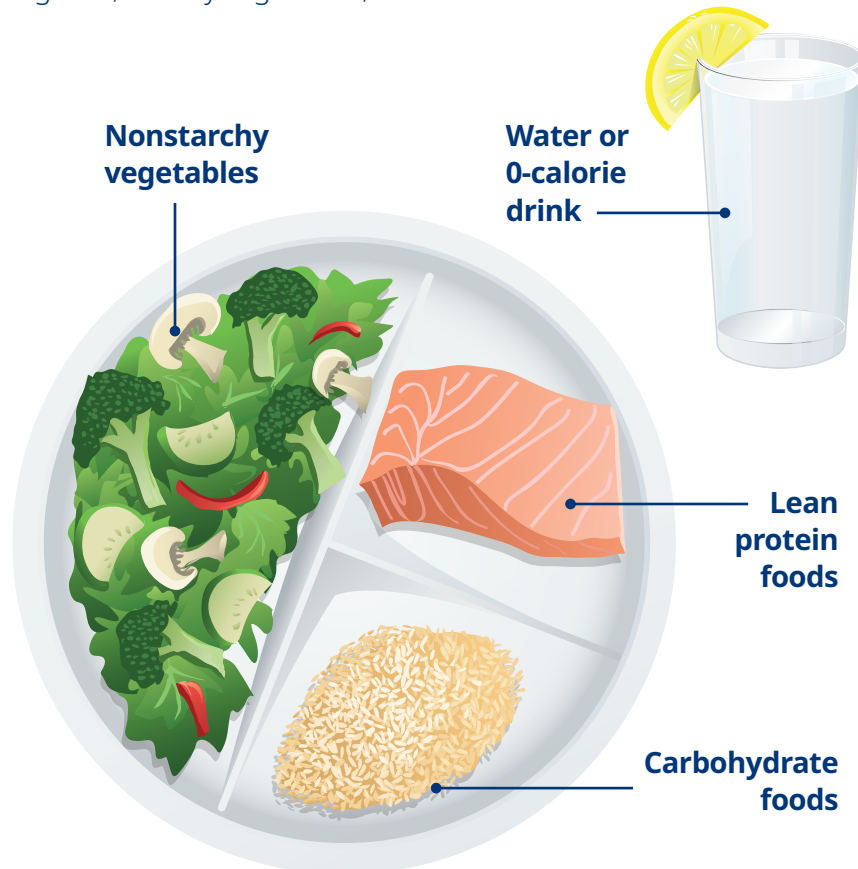 Nonstarchy
vegetables
Water or
0-calorie
drink
Lean
protein
foods
Carbohydrate
foods